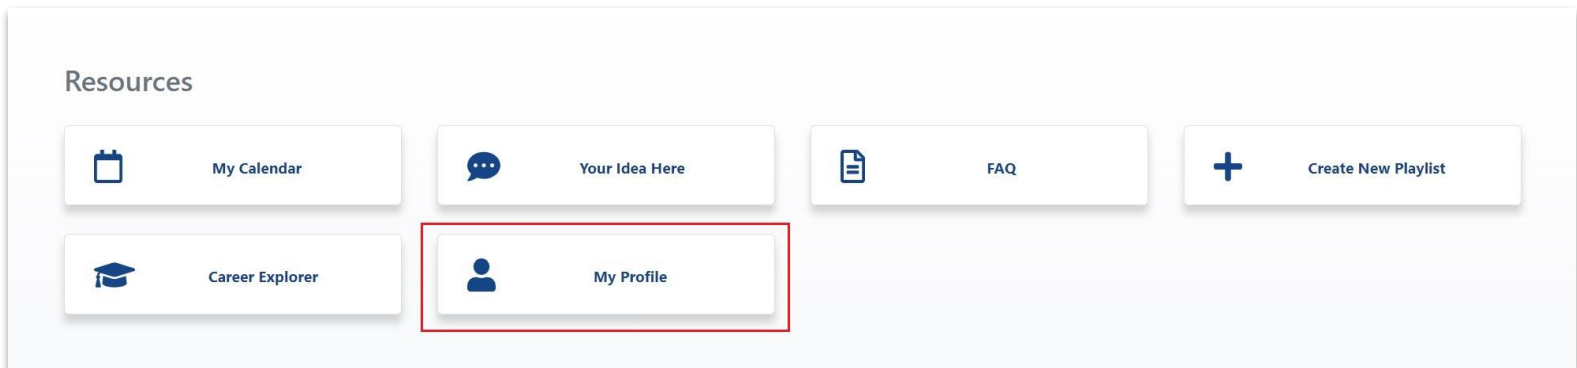 Resources
My Calendar
Your Idea Here
FAQ
Create New Playlist
Career Explorer
My Profile